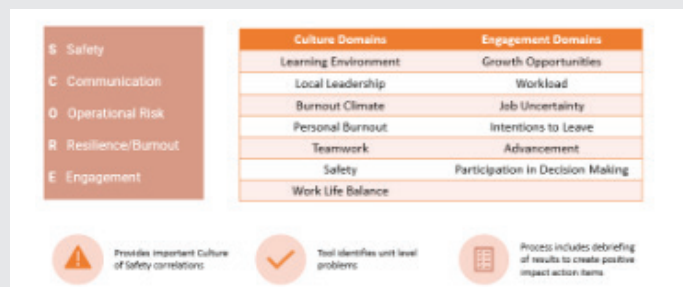 S Safety
C Communication
O Operational Risk
R Resilience/Burnout
E Engagement
Culture Domains Engagement Domains
Learning Environment Growth Opportunities
Local Leadership Workload
Burnout Climate Job Uncertainty
Personal Burnout Intentions to Leave
Teamwork Advancement
Safety Participation in Decision Making
Work Life Balance
Provides important Culture
of Safety correlations
Tool identifies unit level
problems
Process includes debriefing
of results to create positive
impact action items